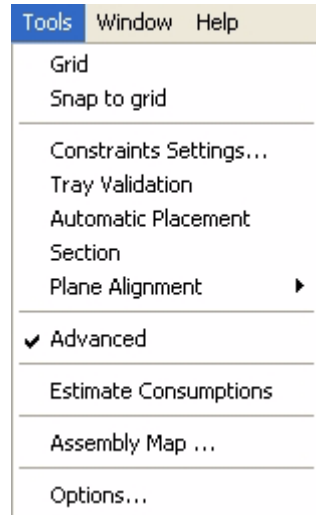 Tools Window Help
Grid
Snap to grid
Constraints Settings...
Tray Validation
Automatic Placement
Section
Plane Alignment
Advanced
Estimate Consumptions
Assembly Map ...
Options...